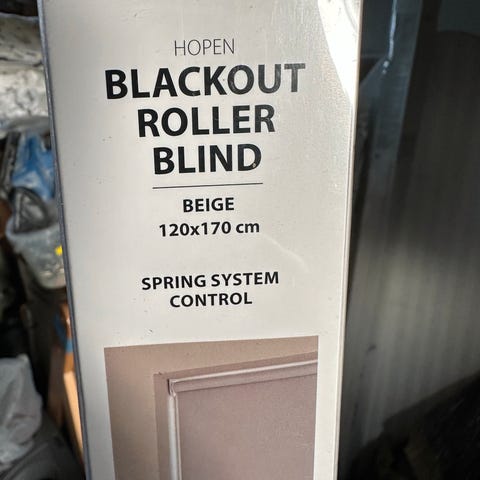 HOPEN
BLACKOUT
ROLLER
BLIND
BEIGE
120x170 cm
SPRING SYSTEM
CONTROL